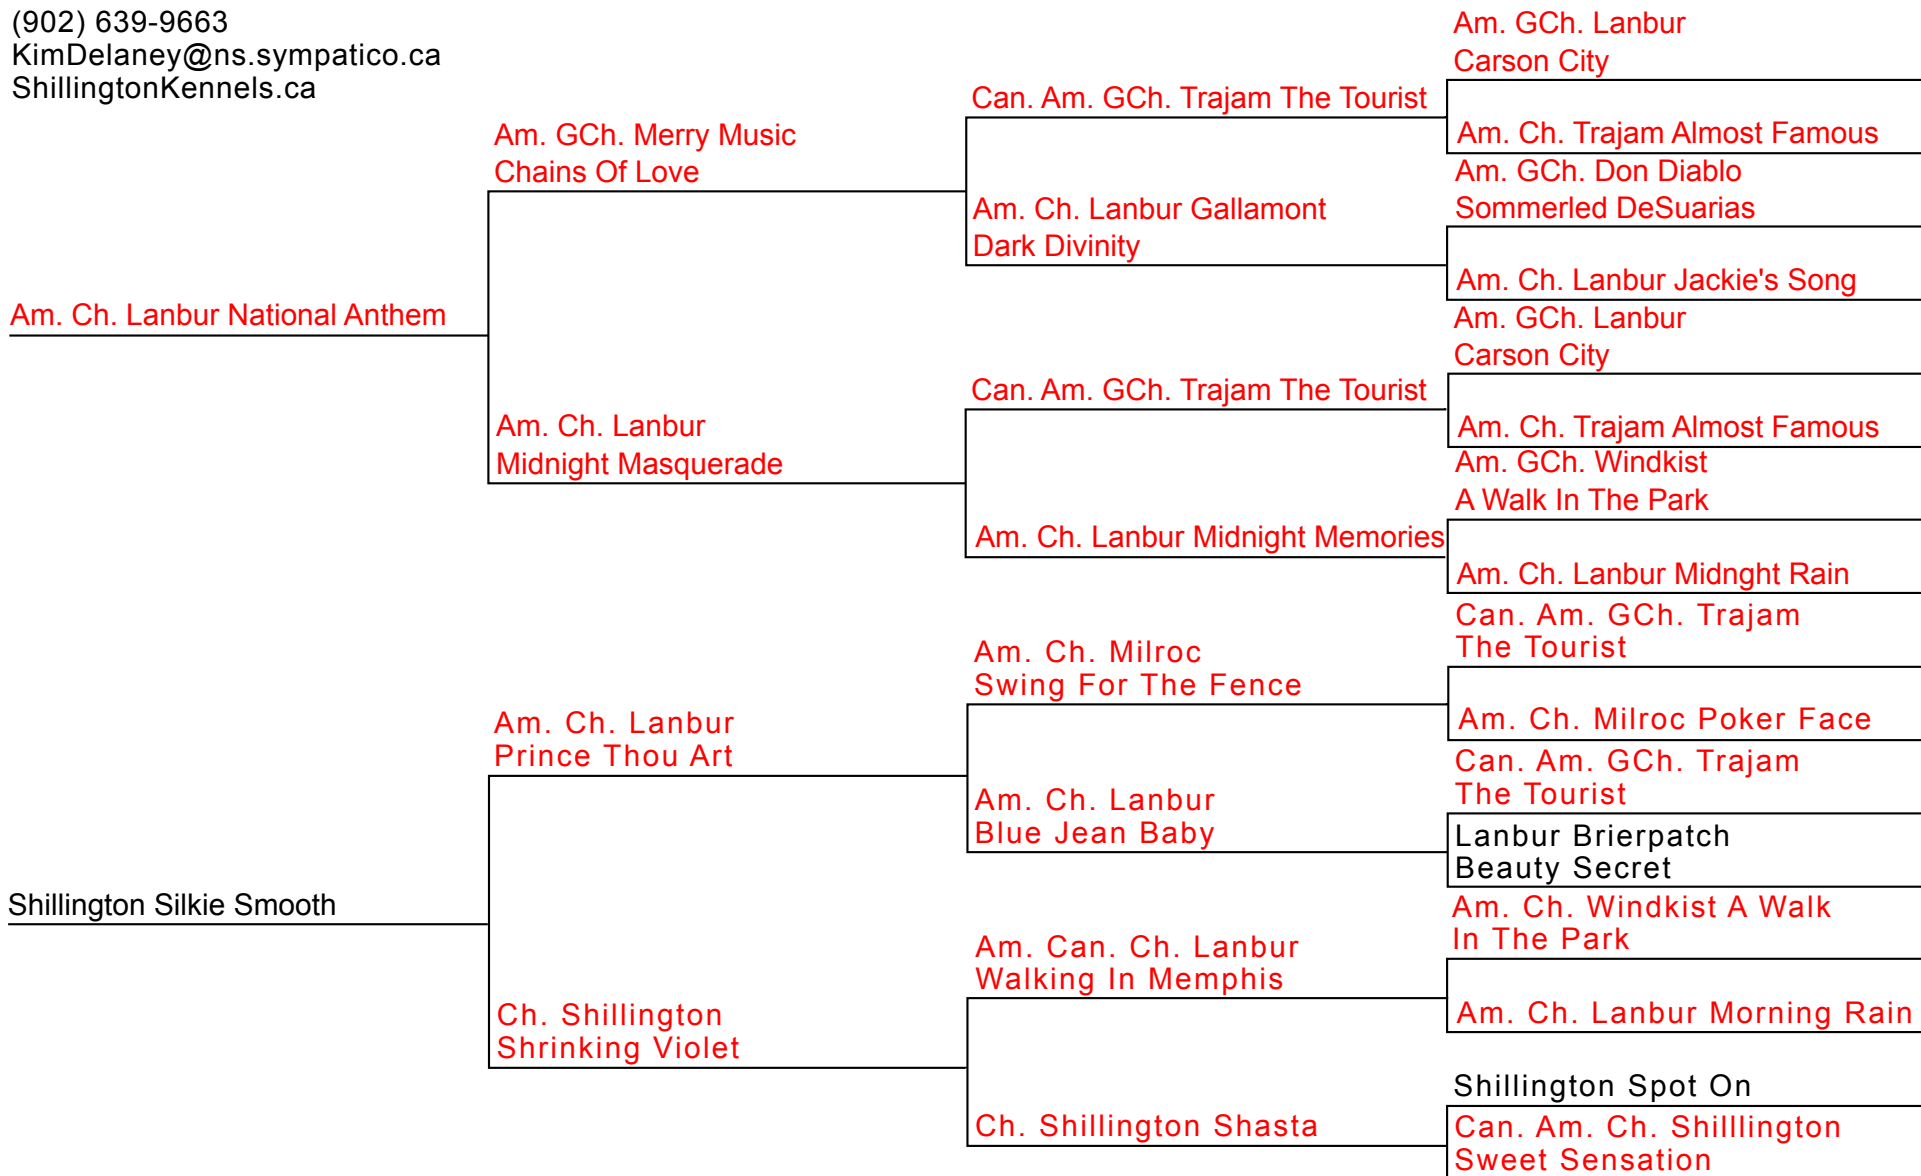 (902) 639-9663
KimDelaney@ns.sympatico.ca
ShillingtonKennels.ca
Am. Ch. Lanbur National Anthem
Shillington Silkie Smooth
Am. GCh. Merry Music
Chains Of Love
Am. Ch. Lanbur
Midnight Masquerade
Am. Ch. Lanbur
Prince Thou Art
Ch. Shillington
Shrinking Violet
Can. Am. GCh. Trajam The Tourist
Am. Ch. Lanbur Gallamont
Dark Divinity
Can. Am. GCh. Trajam The Tourist
Am. Ch. Lanbur Midnight Memories
Am. Ch. Milroc
Swing For The Fence
Am. Ch. Lanbur
Blue Jean Baby
Am. Can. Ch. Lanbur
Walking In Memphis
Ch. Shillington Shasta
Am. GCh. Lanbur
Carson City
Am. Ch. Trajam Almost Famous
Am. GCh. Don Diablo
Sommerled DeSuarias
Am. Ch. Lanbur Jackie's Song
Am. GCh. Lanbur
Carson City
Am. Ch. Trajam Almost Famous
Am. GCh. Windkist
A Walk In The Park
Am. Ch. Lanbur Midnght Rain
Can. Am. GCh. Trajam
The Tourist
Am. Ch. Milroc Poker Face
Can. Am. GCh. Trajam
The Tourist
Lanbur Brierpatch
Beauty Secret
Am. Ch. Windkist A Walk
In The Park
Am. Ch. Lanbur Morning Rain
Shillington Spot On
Can. Am. Ch. Shilllington
Sweet Sensation